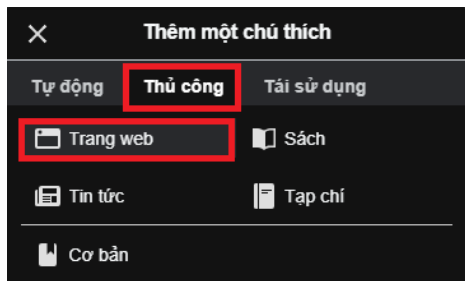 Thêm một chú thích
Tự động Thủ công Tái sử dụng
Trang web Sách
Tin tức Tạp chí
Cơ bản